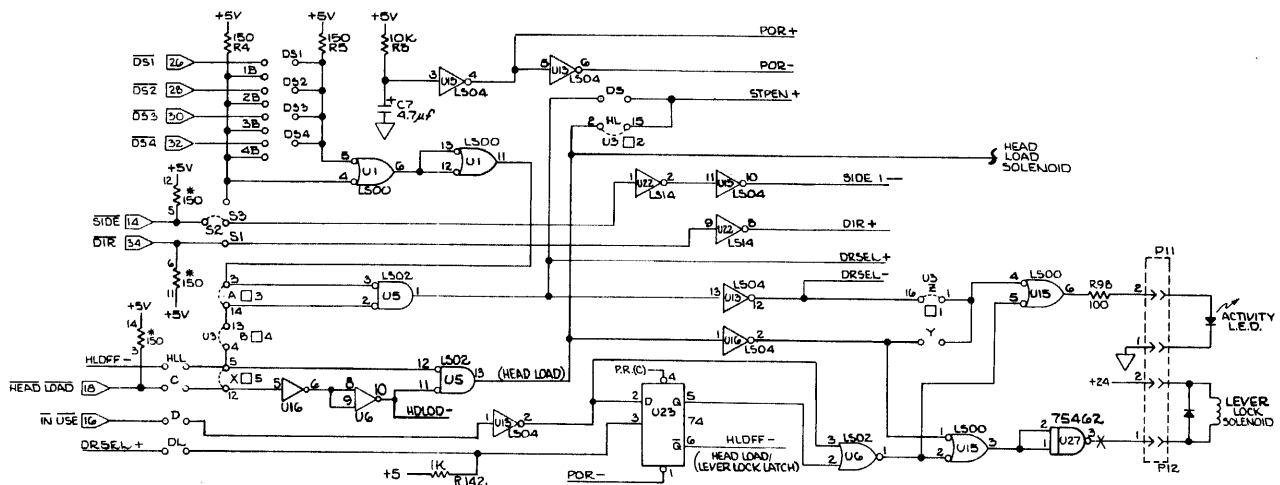 +5V
+5V
+5V
150
R4
150
R5
10K
R8
POR+
DS1 26
DS1
1B
3 U13 4
LS04
5 U13 6
LS04
POR-
DS2 28
DS2
2B
+ C7
4.7µf
DS
STPEN+
DS3 30
DS3
3B
2 HL 15
U3 □2
DS4 32
DS4
4B
LS00
5
4
U1
6
LS00
13
12
U1
11
HEAD
LOAD
SOLENOID
+5V
12
*
150
5
1 U22 2
LS14
11 U13 10
LS04
SIDE 1-
SIDE 14
S2
S3
DIR 34
S1
9 U22 8
LS14
DIR+
6
*
150
11
+5V
DRSEL+
DRSEL-
3
A □3
14
LS02
3
2
U5
1
LS04
13 U13 12
U3
16 Z 1
□1
LS00
4
5
U15
6
R98
100
P11
2
1
ACTIVITY
L.E.D.
+5V
14
*
150
3
13
U3 B □4
4
1 U16 2
LS04
Y
HLDFF-
HLL
5
X □5
12
LS02
12
11
U5
13
(HEAD LOAD)
HEAD LOAD 18
C
5 U16 6
8
9
U6
10
HDLOD-
P.R.(C)
4
+24
2
IN USE 16
D
1 U13 2
LS04
2 D Q 5
U23
3
74
Q 6
1
HLDFF-
(HEAD LOAD/
LEVER LOCK LATCH)
LS02
3
2
U6
1
LS00
1
2
U15
3
75462
2
1
U27
3
1
LEVER
LOCK
SOLENOID
DRSEL+
DL
+5
1K
R142
POR-
P12